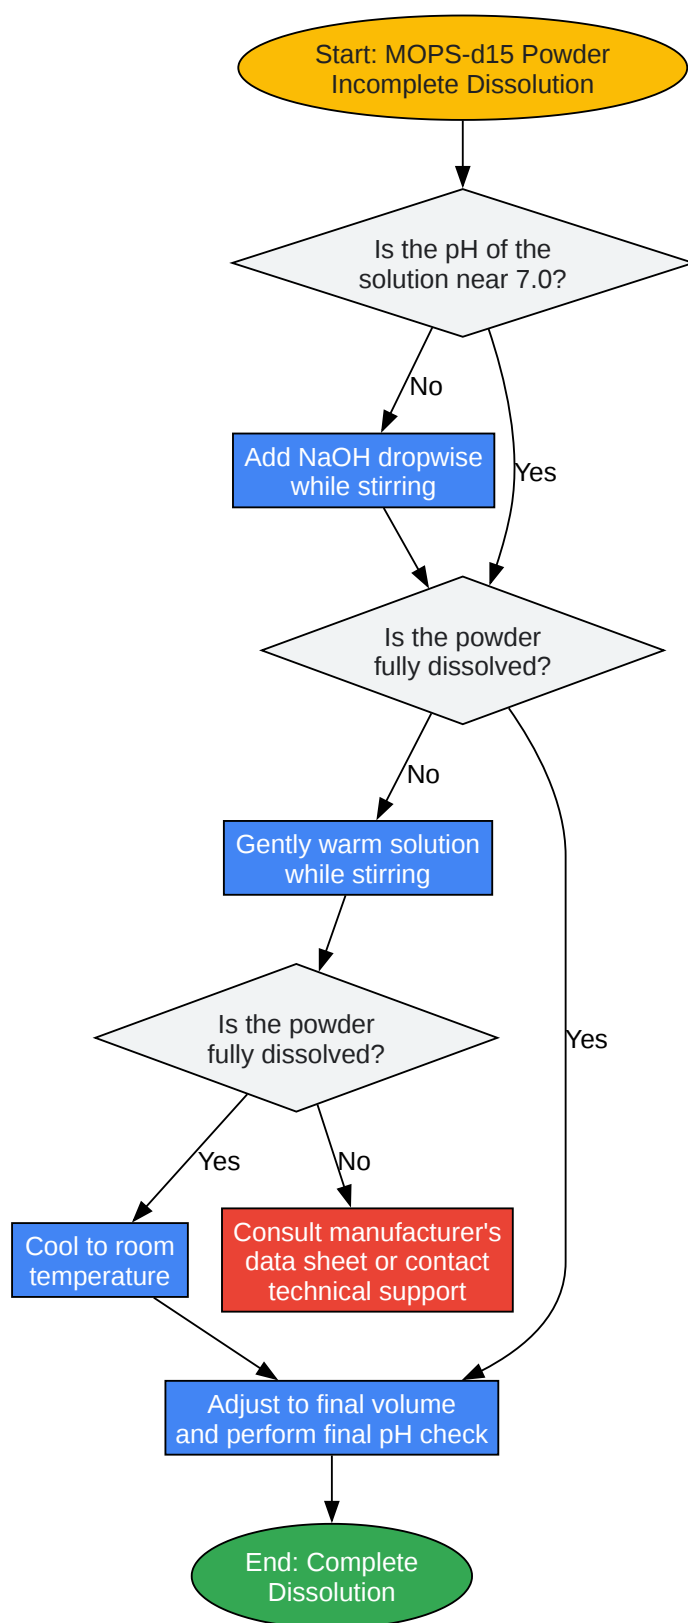 Start: MOPS-d15 Powder
Incomplete Dissolution
Is the pH of the
solution near 7.0?
No
Add NaOH dropwise
while stirring
Yes
Is the powder
fully dissolved?
No
Gently warm solution
while stirring
Is the powder
fully dissolved?
Yes
Yes
No
Cool to room
temperature
Consult manufacturer's
data sheet or contact
technical support
Adjust to final volume
and perform final pH check
End: Complete
Dissolution